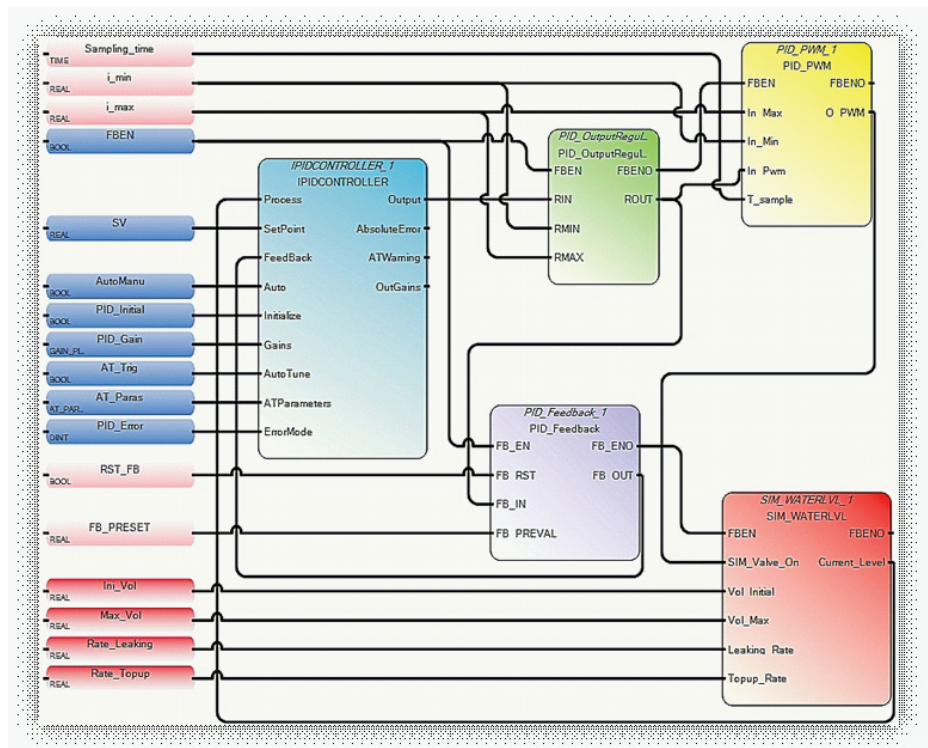 Sampling_time
TIME
i_min
REAL
i_max
REAL
FBEN
BOOL
SV
REAL
AutoManu
BOOL
PID_Initial
BOOL
PID_Gain
GAIN_PI..
AT_Trig
BOOL
AT_Paras
AT_PAR..
PID_Error
DINT
RST_FB
BOOL
FB_PRESET
REAL
Ini_Vol
REAL
Max_Vol
REAL
Rate_Leaking
REAL
Rate_Topup
REAL
IPIDCONTROLLER_1
IPIDCONTROLLER
Process Output
SetPoint AbsoluteError
FeedBack ATWarning
Auto OutGains
Initialize
Gains
AutoTune
ATParameters
ErrorMode
PID_OutputReguL.
PID_OutputReguL.
FBEN FBENO
RIN ROUT
RMIN
RMAX
PID_PWM_1
PID_PWM
FBEN FBENO
In_Max O_PWM
In_Min
In_Pwm
T_sample
PID_Feedback_1
PID_Feedback
FB_EN FB_ENO
FB_RST FB_OUT
FB_IN
FB_PREVAL
SIM_WATERLVL_1
SIM_WATERLVL
FBEN FBENO
SIM_Valve_On Current_Level
Vol_Initial
Vol_Max
Leaking_Rate
Topup_Rate